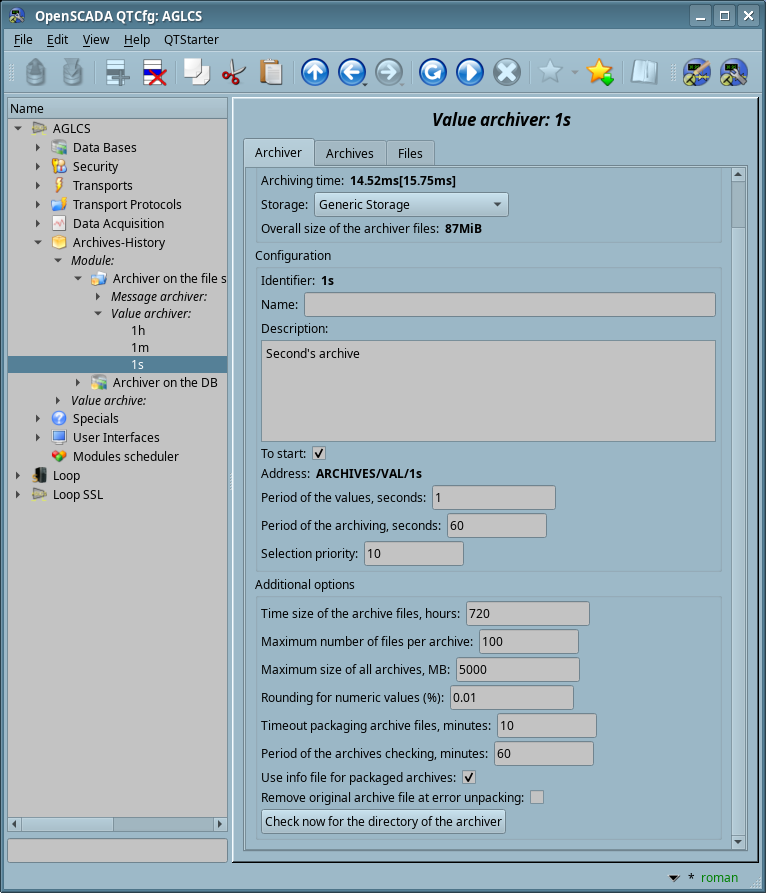 OpenSCADA QTCfg: AGLCS
File Edit View Help QTStarter
Name
AGLCS
Data Bases
Security
Transports
Transport Protocols
Data Acquisition
Archives-History
Module:
Archiver on the file s
Message archiver:
Value archiver:
1h
1m
1s
Archiver on the DB
Value archive:
Specials
User Interfaces
Modules scheduler
Loop
Loop SSL
Value archiver: 1s
Archiver Archives Files
Archiving time: 14.52ms[15.75ms]
Storage: Generic Storage
Overall size of the archiver files: 87MiB
Configuration
Identifier: 1s
Name:
Description:
Second's archive
To start:
Address: ARCHIVES/VAL/1s
Period of the values, seconds: 1
Period of the archiving, seconds: 60
Selection priority: 10
Additional options
Time size of the archive files, hours: 720
Maximum number of files per archive: 100
Maximum size of all archives, MB: 5000
Rounding for numeric values (%): 0.01
Timeout packaging archive files, minutes: 10
Period of the archives checking, minutes: 60
Use info file for packaged archives:
Remove original archive file at error unpacking:
Check now for the directory of the archiver
* roman